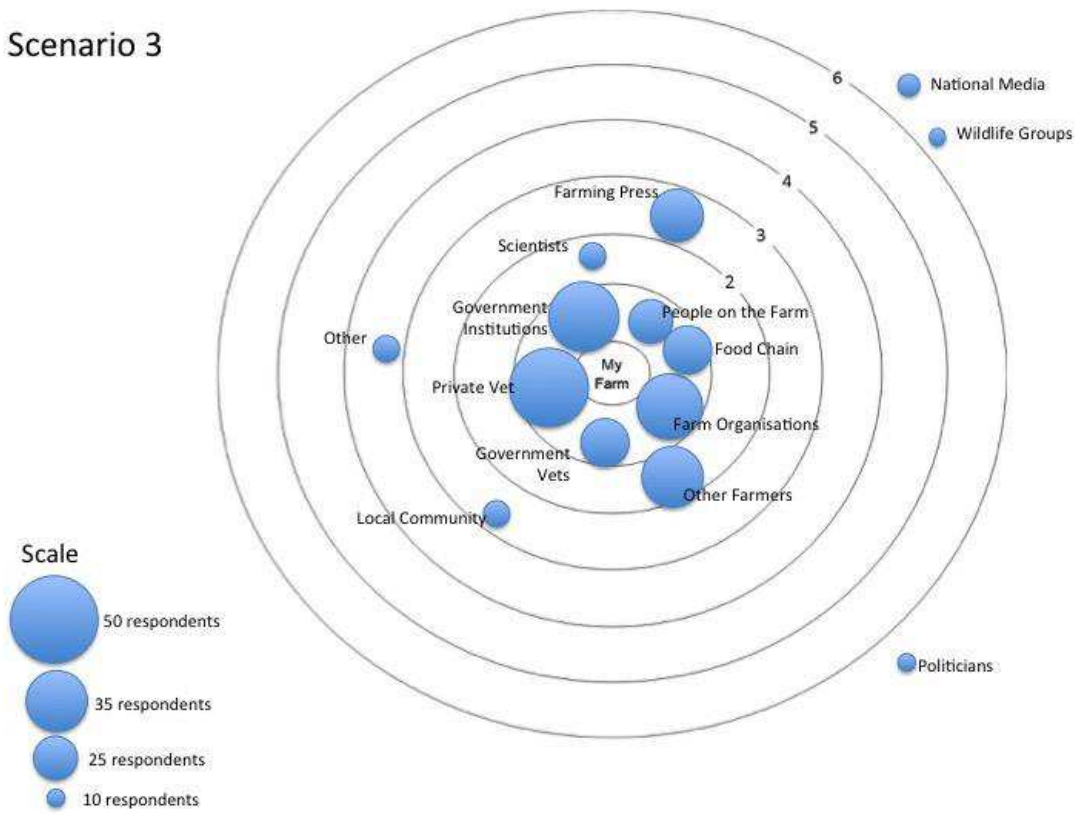 Scenario 3
6
National Media
5
Wildlife Groups
4
Farming Press
3
Scientists
2
Government
Institutions
People on the Farm
Other
Food Chain
My
Farm
Private Vet
Farm Organisations
Government
Vets
Other Farmers
Local Community
Scale
50 respondents
Politicians
35 respondents
25 respondents
10 respondents